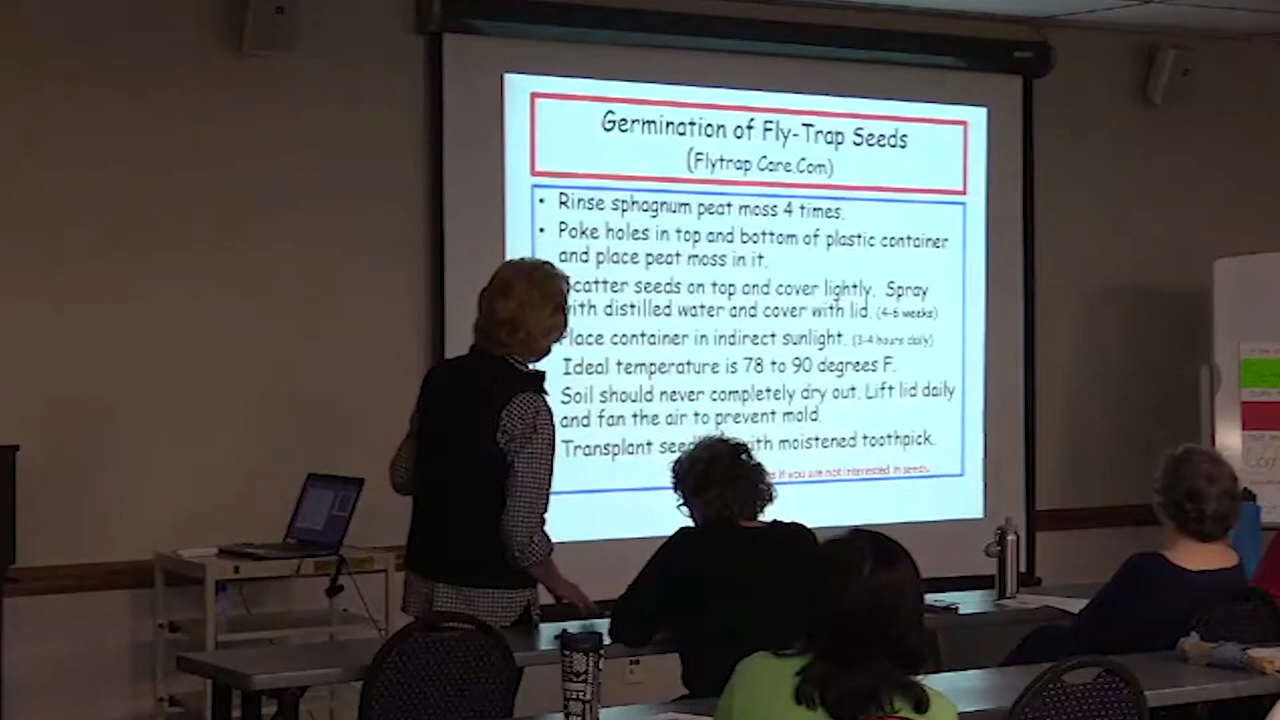 Germination of Fly-Trap Seeds
(Flytrap Care.Com)
• Rinse sphagnum peat moss 4 times.
• Poke holes in top and bottom of plastic container
and place peat moss in it.
Scatter seeds on top and cover lightly. Spray
with distilled water and cover with lid. (4-6 weeks)
Place container in indirect sunlight. (3-4 hours daily)
Ideal temperature is 78 to 90 degrees F.
Soil should never completely dry out. Lift lid daily
and fan the air to prevent mold.
Transplant with moistened toothpick.
if you are not interested in seeds.